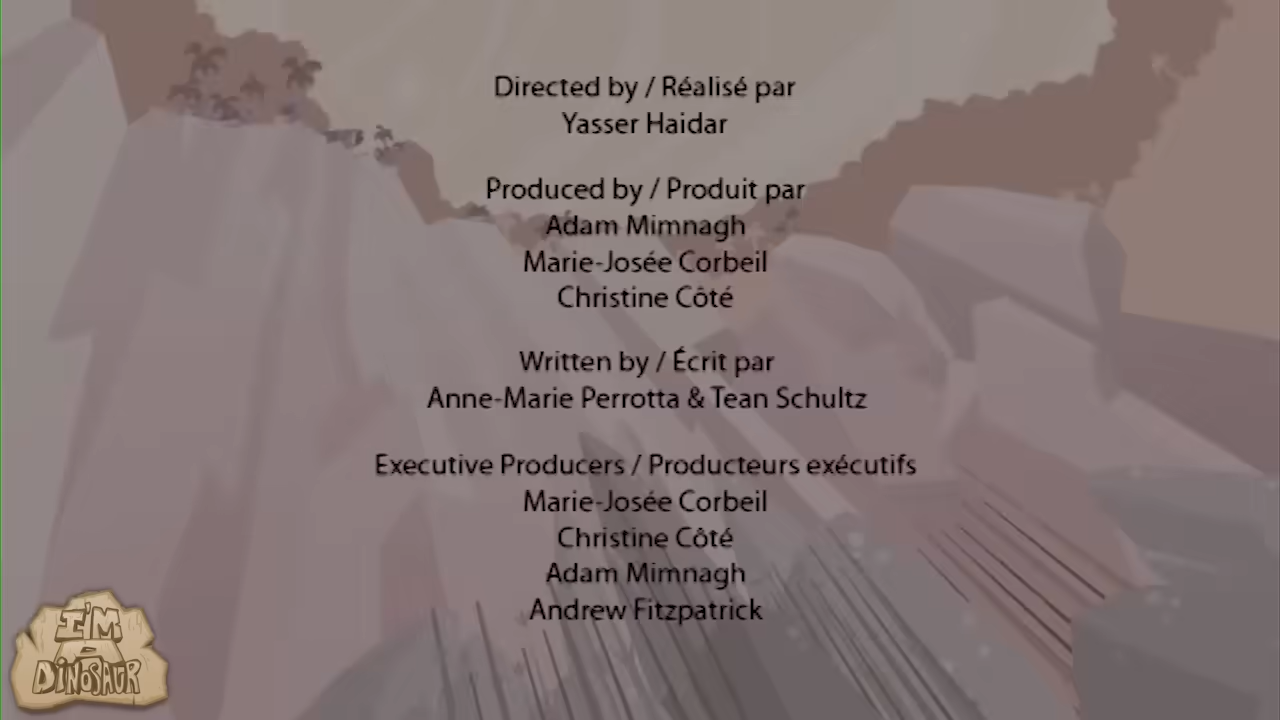 Directed by / Réalisé par
Yasser Haidar
Produced by / Produit par
Adam Mimnagh
Marie-Josée Corbeil
Christine Côté
Written by / Écrit par
Anne-Marie Perrotta & Tean Schultz
Executive Producers / Producteurs exécutifs
Marie-Josée Corbeil
Christine Côté
Adam Mimnagh
Andrew Fitzpatrick
I'M
A
DINOSAUR